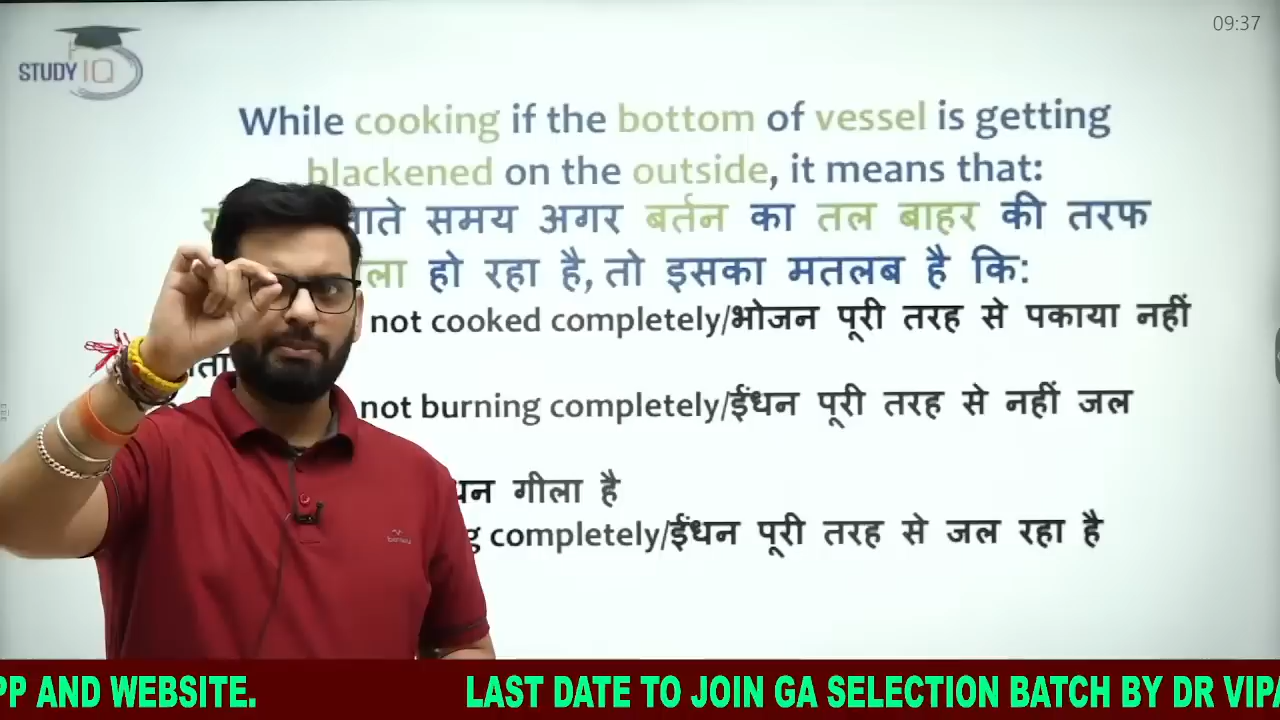 09:37
STUDY IQ
While cooking if the bottom of vessel is getting
blackened on the outside, it means that:
समय अगर बर्तन का तल बाहर की तरफ
हो रहा है, तो इसका मतलब है कि:
not cooked completely/भोजन पूरी तरह से पकाया नहीं
not burning completely/ईंधन पूरी तरह से नहीं जल
गीला है
completely/ईंधन पूरी तरह से जल रहा है
AND WEBSITE. LAST DATE TO JOIN GA SELECTION BATCH BY DR